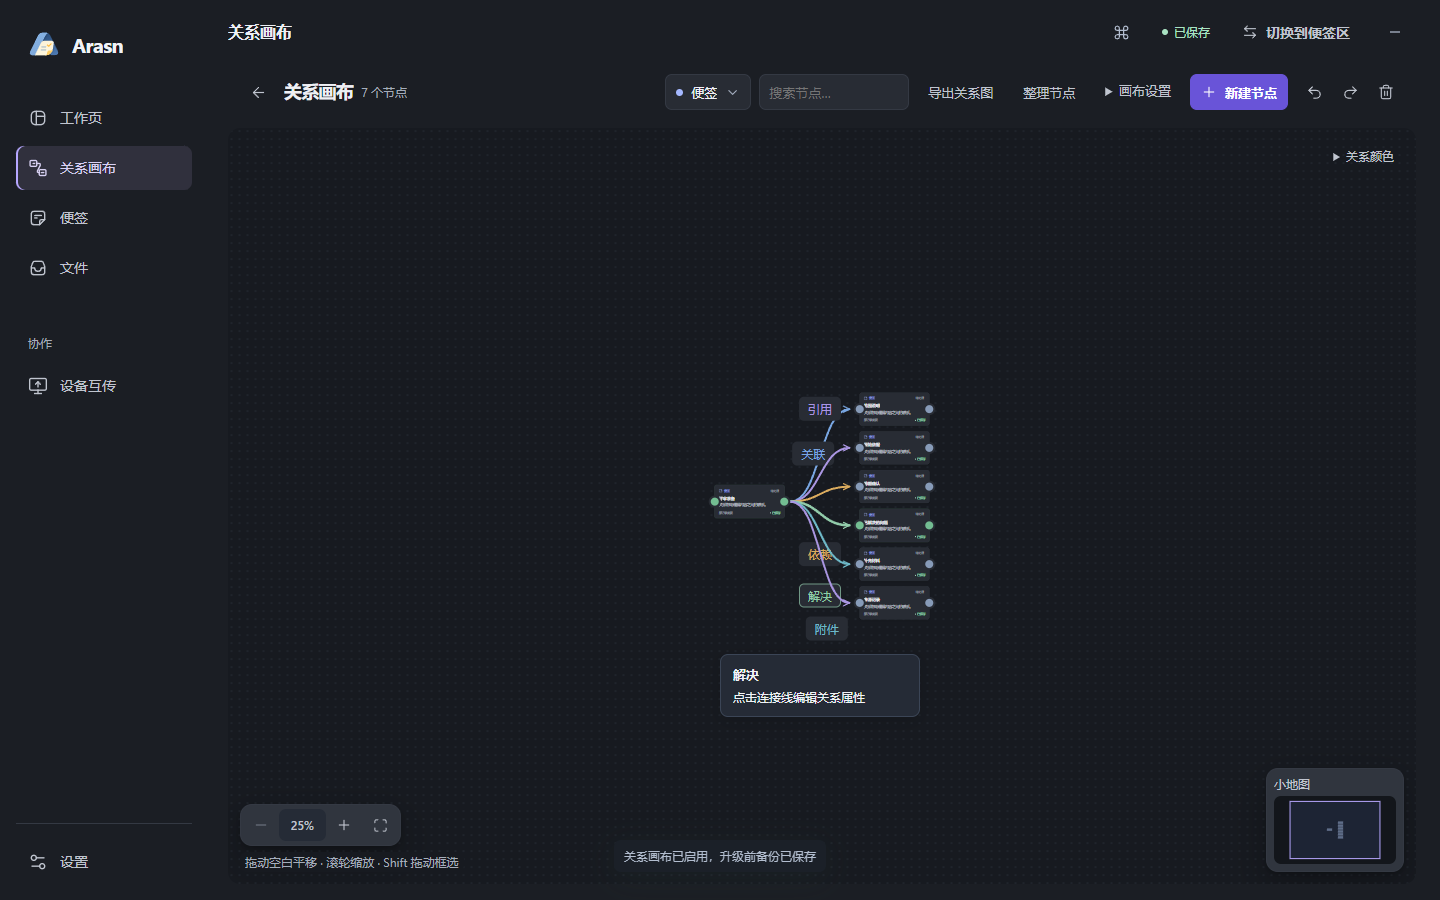 Arasn
关系画布
已保存
切换到便签区
工作页
关系画布
便签
文件
协作
设备互传
设置
关系画布
7 个节点
便签
搜索节点...
导出关系图
整理节点
画布设置
新建节点
关系颜色
引用
关联
依赖
解决
附件
解决
点击连接线编辑关系属性
25%
拖动空白平移 · 滚轮缩放 · Shift 拖动框选
关系画布已启用，升级前备份已保存
小地图